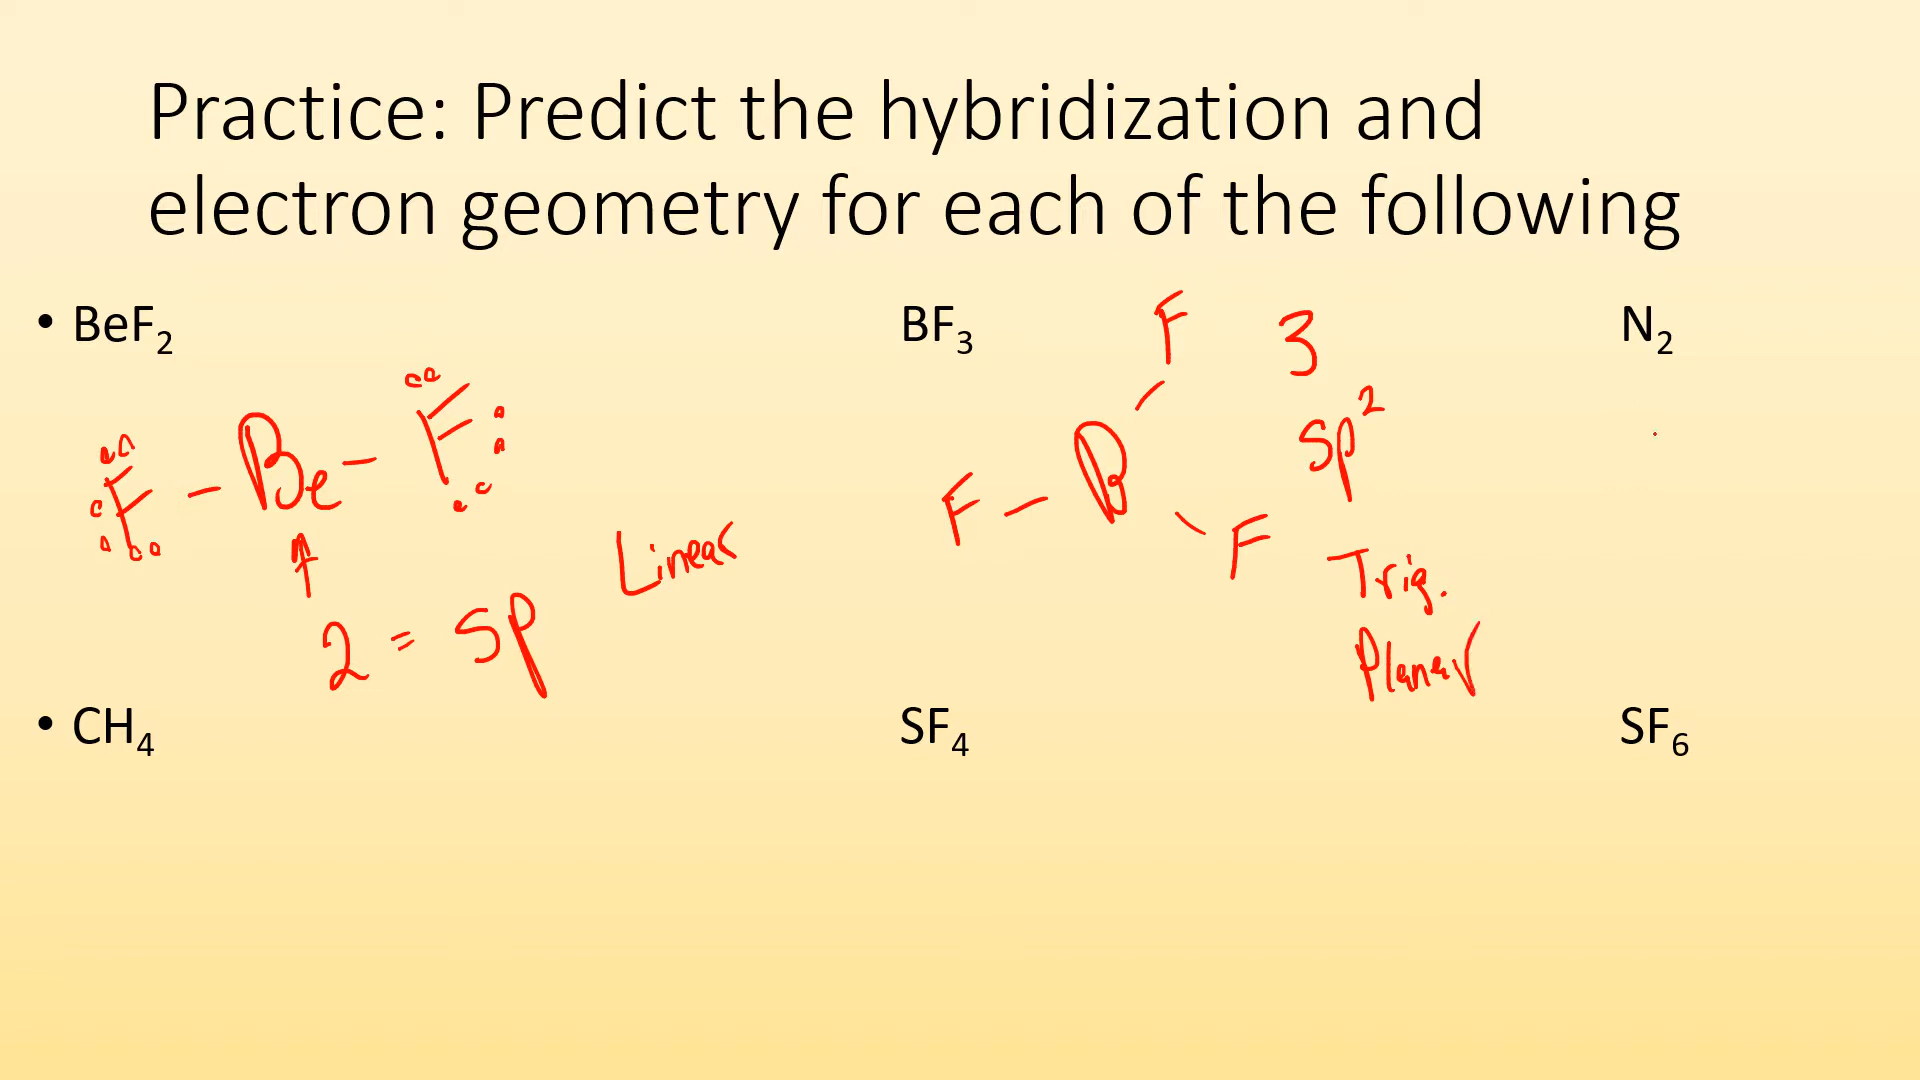 Practice: Predict the hybridization and
electron geometry for each of the following
• BeF₂
BF₃
N₂
F - Be - F
2 = sp
Linear
F
F - B
F
3
sp²
Trig.
Planar
• CH₄
SF₄
SF₆